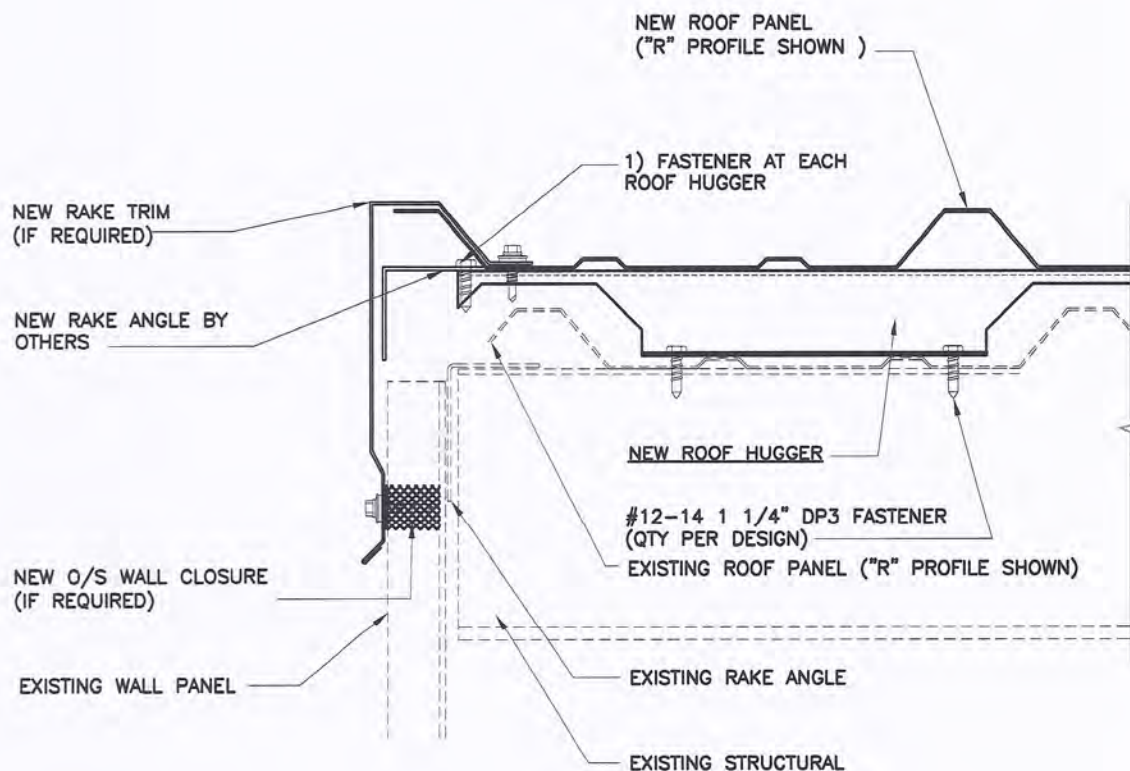 NEW ROOF PANEL
("R" PROFILE SHOWN )
1) FASTENER AT EACH
ROOF HUGGER
NEW RAKE TRIM
(IF REQUIRED)
NEW RAKE ANGLE BY
OTHERS
NEW ROOF HUGGER
#12-14 1 1/4" DP3 FASTENER
(QTY PER DESIGN)
EXISTING ROOF PANEL ("R" PROFILE SHOWN)
NEW O/S WALL CLOSURE
(IF REQUIRED)
EXISTING WALL PANEL
EXISTING RAKE ANGLE
EXISTING STRUCTURAL